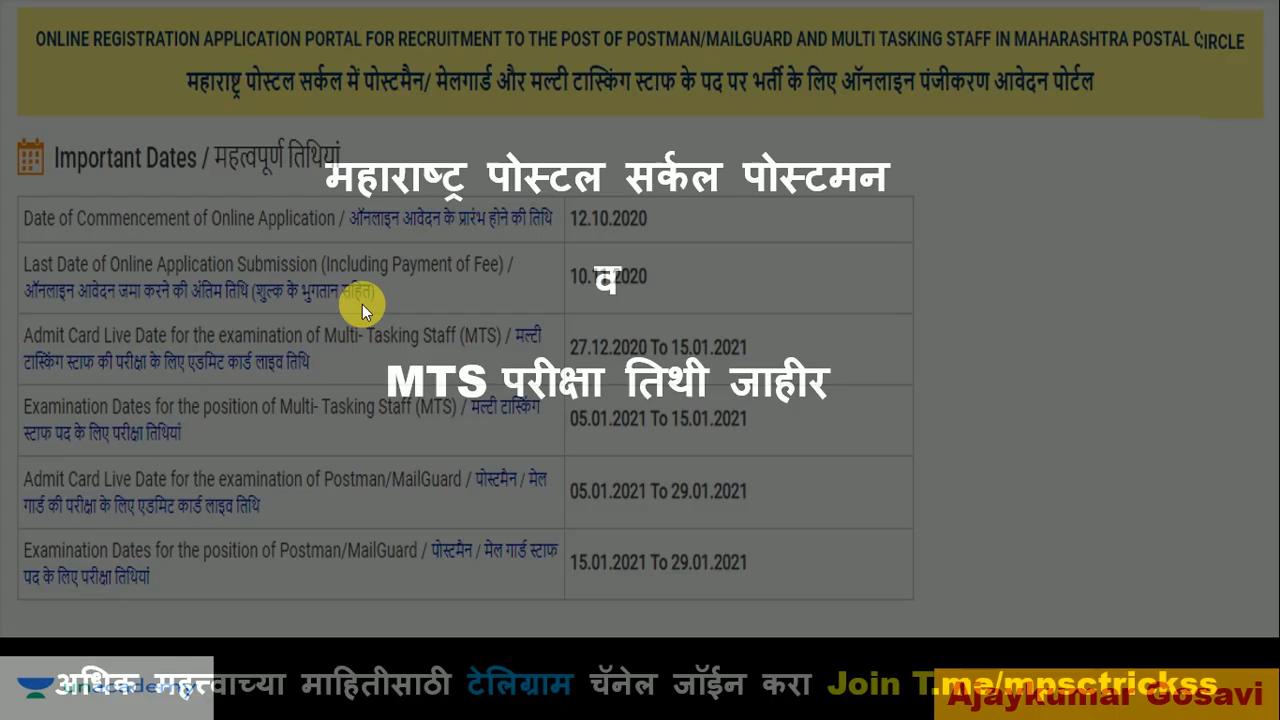 ONLINE REGISTRATION APPLICATION PORTAL FOR RECRUITMENT TO THE POST OF POSTMAN/MAILGUARD AND MULTI TASKING STAFF IN MAHARASHTRA POSTAL CIRCLE
महाराष्ट्र पोस्टल सर्कल में पोस्टमैन/ मेलगार्ड और मल्टी टास्किंग स्टाफ के पद पर भर्ती के लिए ऑनलाइन पंजीकरण आवेदन पोर्टल
Important Dates / महत्वपूर्ण तिथियां
महाराष्ट्र पोस्टल सर्कल पोस्टमन
Date of Commencement of Online Application / ऑनलाइन आवेदन के प्रारंभ होने की तिथि 12.10.2020
Last Date of Online Application Submission (Including Payment of Fee) /
ऑनलाइन आवेदन जमा करने की अंतिम तिथि (शुल्क के भुगतान सहित) 10.11.2020
व
Admit Card Live Date for the examination of Multi- Tasking Staff (MTS) / मल्टी
टास्किंग स्टाफ की परीक्षा के लिए एडमिट कार्ड लाइव तिथि 27.12.2020 To 15.01.2021
MTS परीक्षा तिथी जाहीर
Examination Dates for the position of Multi- Tasking Staff (MTS) / मल्टी टास्किंग
स्टाफ पद के लिए परीक्षा तिथियां 05.01.2021 To 15.01.2021
Admit Card Live Date for the examination of Postman/MailGuard / पोस्टमैन / मेल
गार्ड की परीक्षा के लिए एडमिट कार्ड लाइव तिथि 05.01.2021 To 29.01.2021
Examination Dates for the position of Postman/MailGuard / पोस्टमैन / मेल गार्ड स्टाफ
पद के लिए परीक्षा तिथियां 15.01.2021 To 29.01.2021
अधिक महत्त्वाच्या माहितीसाठी टेलिग्राम चॅनेल जॉईन करा Join T.me/mpsctrickss
unacademy
Ajaykumar Gosavi